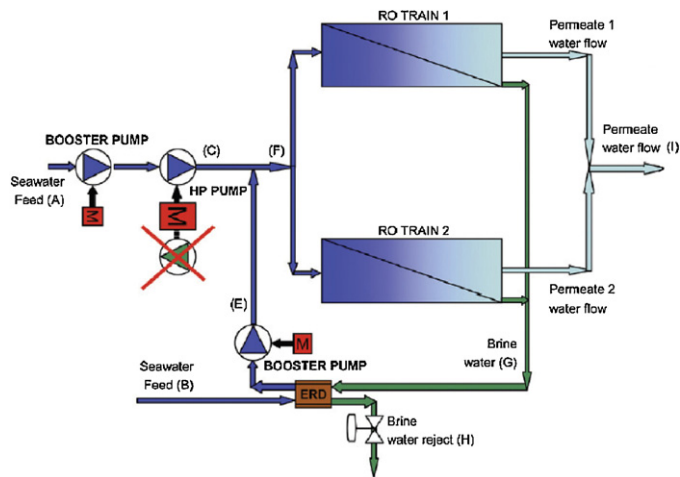 RO TRAIN 1
Permeate 1
water flow
BOOSTER PUMP
(C)
(F)
Permeate
water flow (I)
Seawater
Feed (A)
HP PUMP
M
M
RO TRAIN 2
(E)
Permeate 2
water flow
M
Brine
water (G)
Seawater
Feed (B)
BOOSTER PUMP
ERD
Brine
water reject (H)